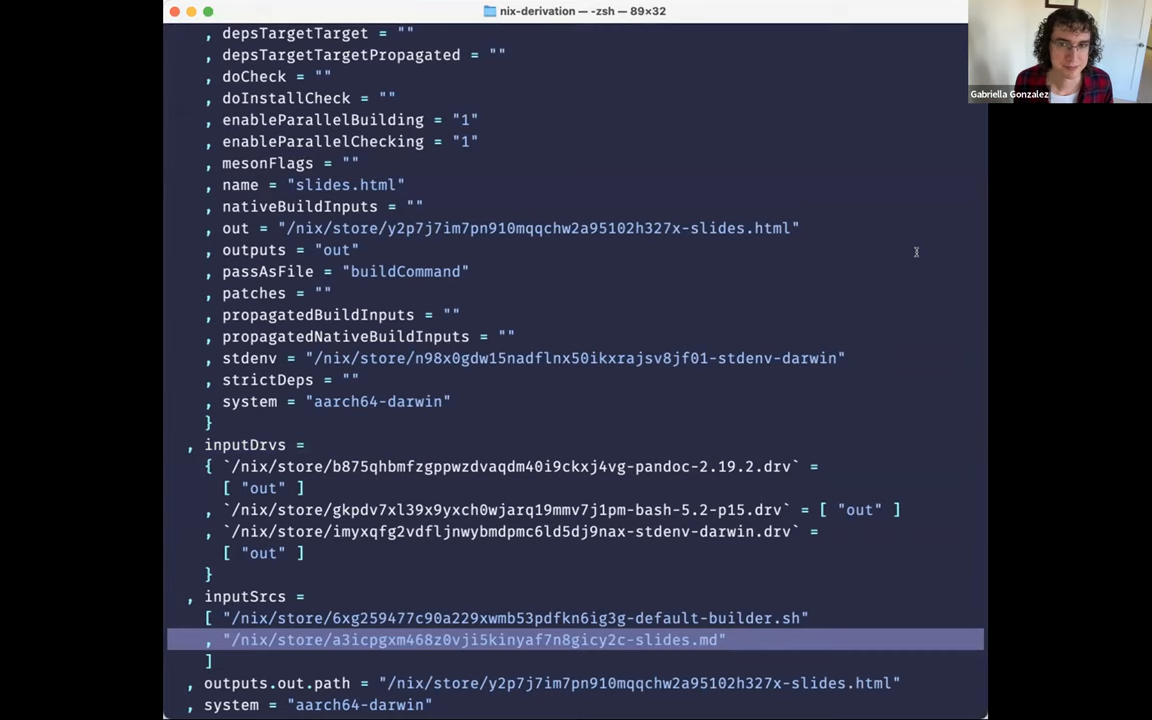 nix-derivation — -zsh — 89×32
, depsTargetTarget = ""
, depsTargetTargetPropagated = ""
, doCheck = ""
, doInstallCheck = ""
, enableParallelBuilding = "1"
, enableParallelChecking = "1"
, mesonFlags = ""
, name = "slides.html"
, nativeBuildInputs = ""
, out = "/nix/store/y2p7j7im7pn910mqqchw2a95102h327x-slides.html"
, outputs = "out"
, passAsFile = "buildCommand"
, patches = ""
, propagatedBuildInputs = ""
, propagatedNativeBuildInputs = ""
, stdenv = "/nix/store/n98x0gdw15nadflnx50ikxrajsv8jf01-stdenv-darwin"
, strictDeps = ""
, system = "aarch64-darwin"
}
, inputDrvs =
{ `/nix/store/b875qhbmfzgppwzdvaqdm40i9ckxj4vg-pandoc-2.19.2.drv` =
[ "out" ]
, `/nix/store/gkpdv7xl39x9yxch0wjarq19mmv7j1pm-bash-5.2-p15.drv` = [ "out" ]
, `/nix/store/imyxqfg2vdfljnwybmdpmc6ld5dj9nax-stdenv-darwin.drv` =
[ "out" ]
}
, inputSrcs =
[ "/nix/store/6xg259477c90a229xwmb53pdfkn6ig3g-default-builder.sh"
, "/nix/store/a3icpgxm468z0vji5kinyaf7n8gicy2c-slides.md"
]
, outputs.out.path = "/nix/store/y2p7j7im7pn910mqqchw2a95102h327x-slides.html"
, system = "aarch64-darwin"
Gabriella Gonzalez